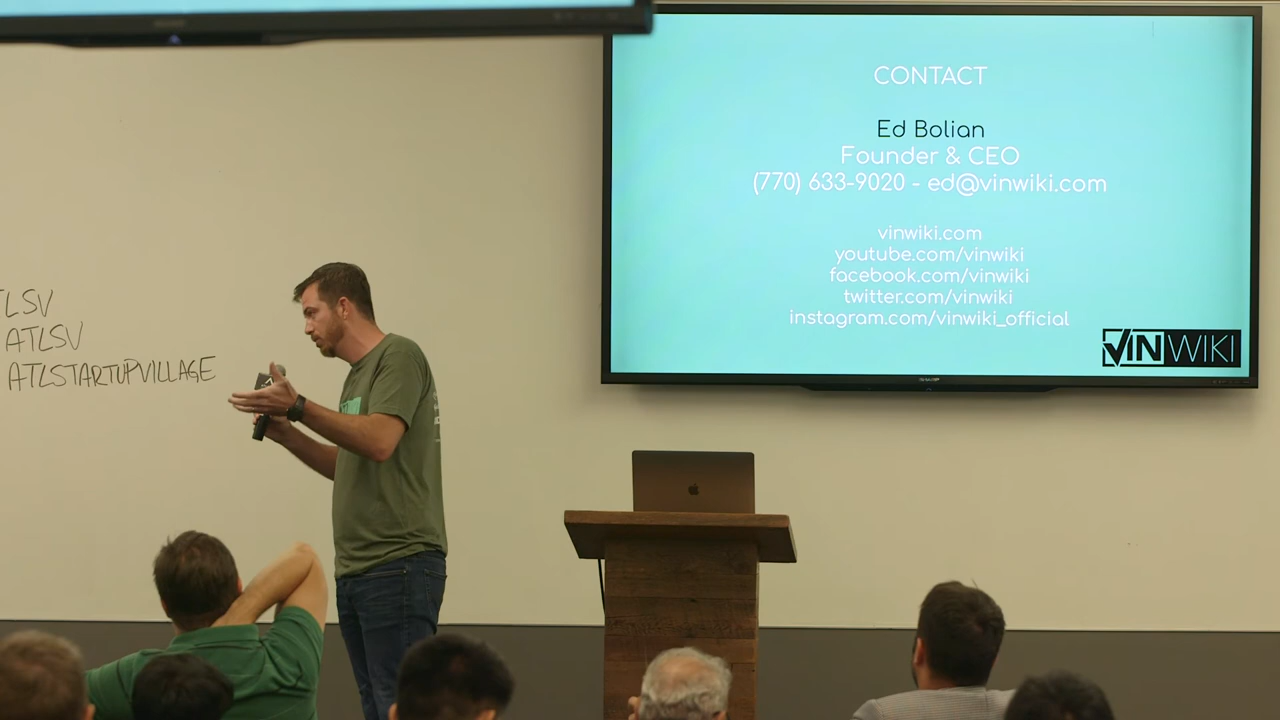 CONTACT
Ed Bolian
Founder & CEO
(770) 633-9020 - ed@vinwiki.com
vinwiki.com
youtube.com/vinwiki
facebook.com/vinwiki
twitter.com/vinwiki
instagram.com/vinwiki_official
VINWIKI
TLSV
ATLSV
ATLSTARTUPVILLAGE